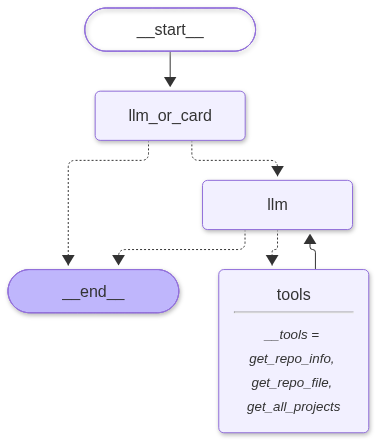 __start__
llm_or_card
llm
__end__
tools
__tools =
get_repo_info,
get_repo_file,
get_all_projects